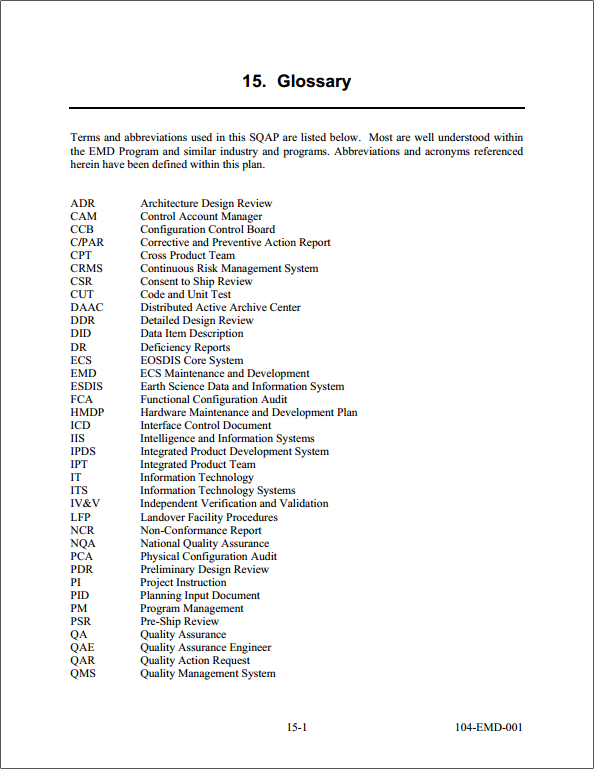 15. Glossary
Terms and abbreviations used in this SQAP are listed below. Most are well understood within
the EMD Program and similar industry and programs. Abbreviations and acronyms referenced
herein have been defined within this plan.
ADR Architecture Design Review
CAM Control Account Manager
CCB Configuration Control Board
C/PAR Corrective and Preventive Action Report
CPT Cross Product Team
CRMS Continuous Risk Management System
CSR Consent to Ship Review
CUT Code and Unit Test
DAAC Distributed Active Archive Center
DDR Detailed Design Review
DID Data Item Description
DR Deficiency Reports
ECS EOSDIS Core System
EMD ECS Maintenance and Development
ESDIS Earth Science Data and Information System
FCA Functional Configuration Audit
HMDP Hardware Maintenance and Development Plan
ICD Interface Control Document
IIS Intelligence and Information Systems
IPDS Integrated Product Development System
IPT Integrated Product Team
IT Information Technology
ITS Information Technology Systems
IV&V Independent Verification and Validation
LFP Landover Facility Procedures
NCR Non-Conformance Report
NQA National Quality Assurance
PCA Physical Configuration Audit
PDR Preliminary Design Review
PI Project Instruction
PID Planning Input Document
PM Program Management
PSR Pre-Ship Review
QA Quality Assurance
QAE Quality Assurance Engineer
QAR Quality Action Request
QMS Quality Management System
15-1 104-EMD-001